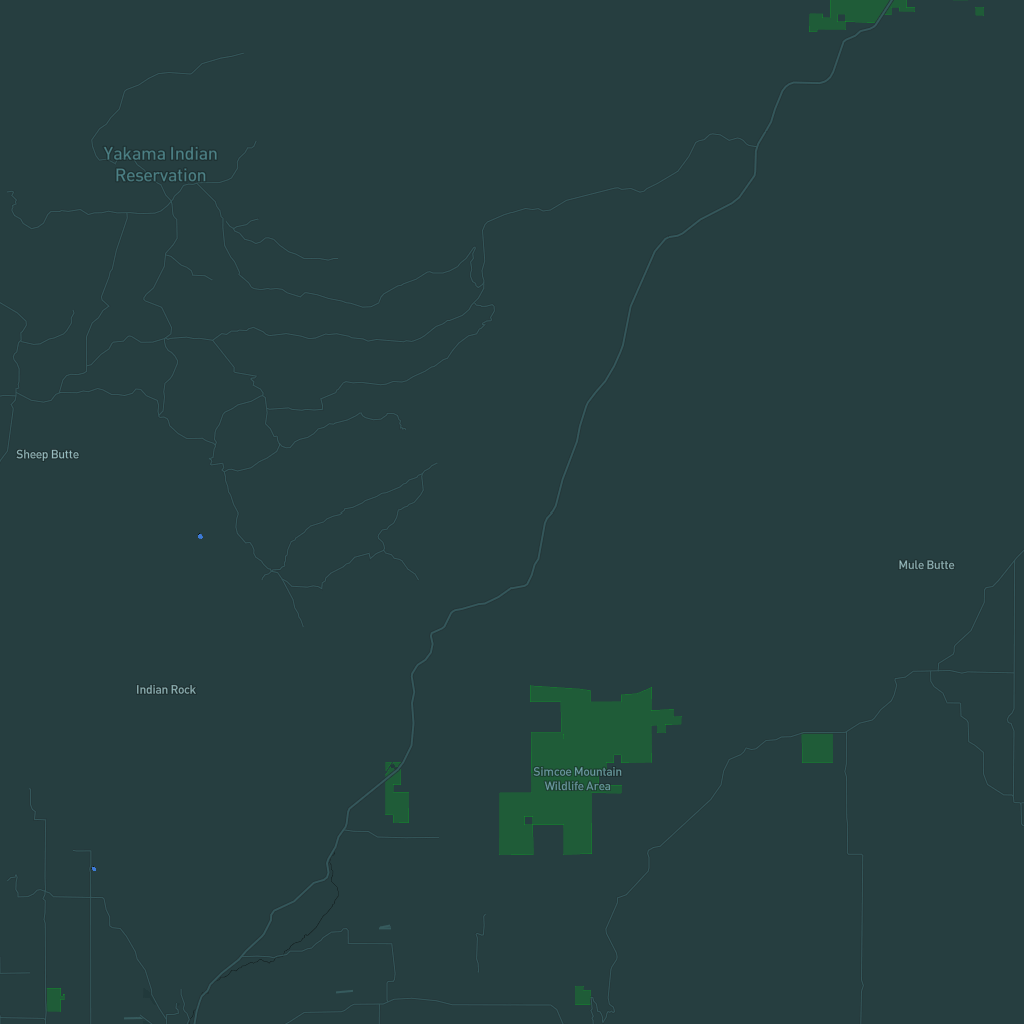 Yakama Indian
Reservation
Sheep Butte
Mule Butte
Indian Rock
Simcoe Mountain
Wildlife Area